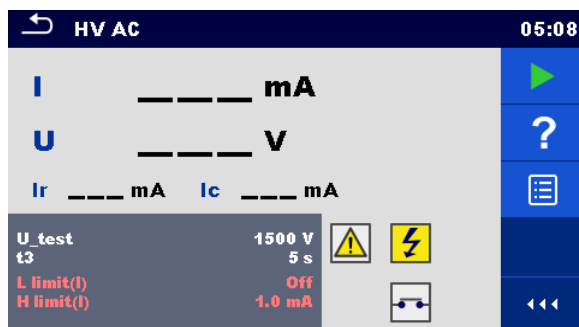 HV AC 05:08
I ___ mA
U ___ V
Ir ___ mA Ic ___ mA
U_test 1500 V
t3 5 s
L limit(I) Off
H limit(I) 1.0 mA
?